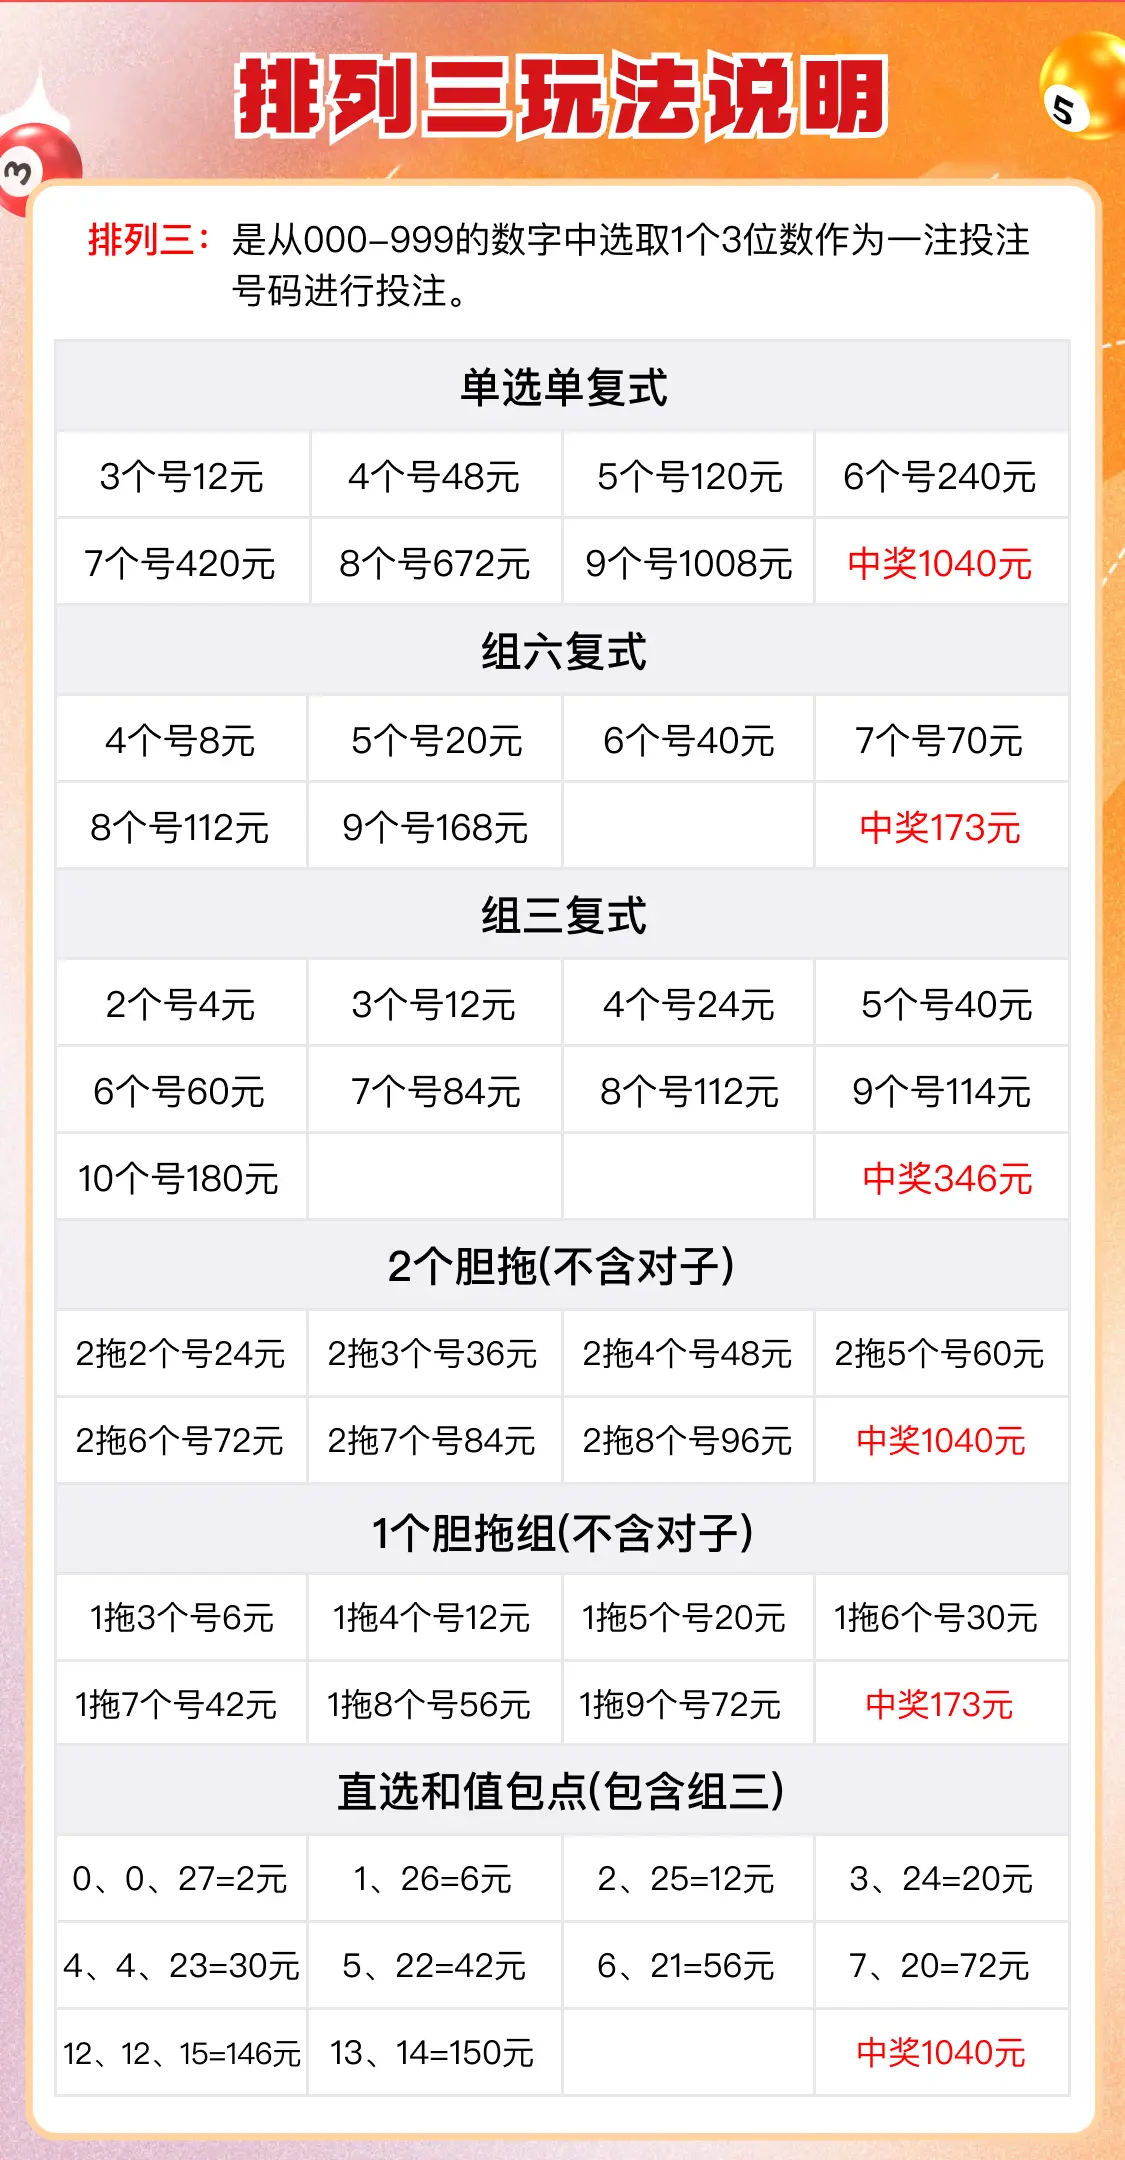 排列三玩法说明
3
5
排列三：是从000-999的数字中选取1个3位数作为一注投注
号码进行投注。
单选单复式
3个号12元 4个号48元 5个号120元 6个号240元
7个号420元 8个号672元 9个号1008元 中奖1040元
组六复式
4个号8元 5个号20元 6个号40元 7个号70元
8个号112元 9个号168元 中奖173元
组三复式
2个号4元 3个号12元 4个号24元 5个号40元
6个号60元 7个号84元 8个号112元 9个号114元
10个号180元 中奖346元
2个胆拖(不含对子)
2拖2个号24元 2拖3个号36元 2拖4个号48元 2拖5个号60元
2拖6个号72元 2拖7个号84元 2拖8个号96元 中奖1040元
1个胆拖组(不含对子)
1拖3个号6元 1拖4个号12元 1拖5个号20元 1拖6个号30元
1拖7个号42元 1拖8个号56元 1拖9个号72元 中奖173元
直选和值包点(包含组三)
0、0、27=2元 1、26=6元 2、25=12元 3、24=20元
4、4、23=30元 5、22=42元 6、21=56元 7、20=72元
12、12、15=146元 13、14=150元 中奖1040元